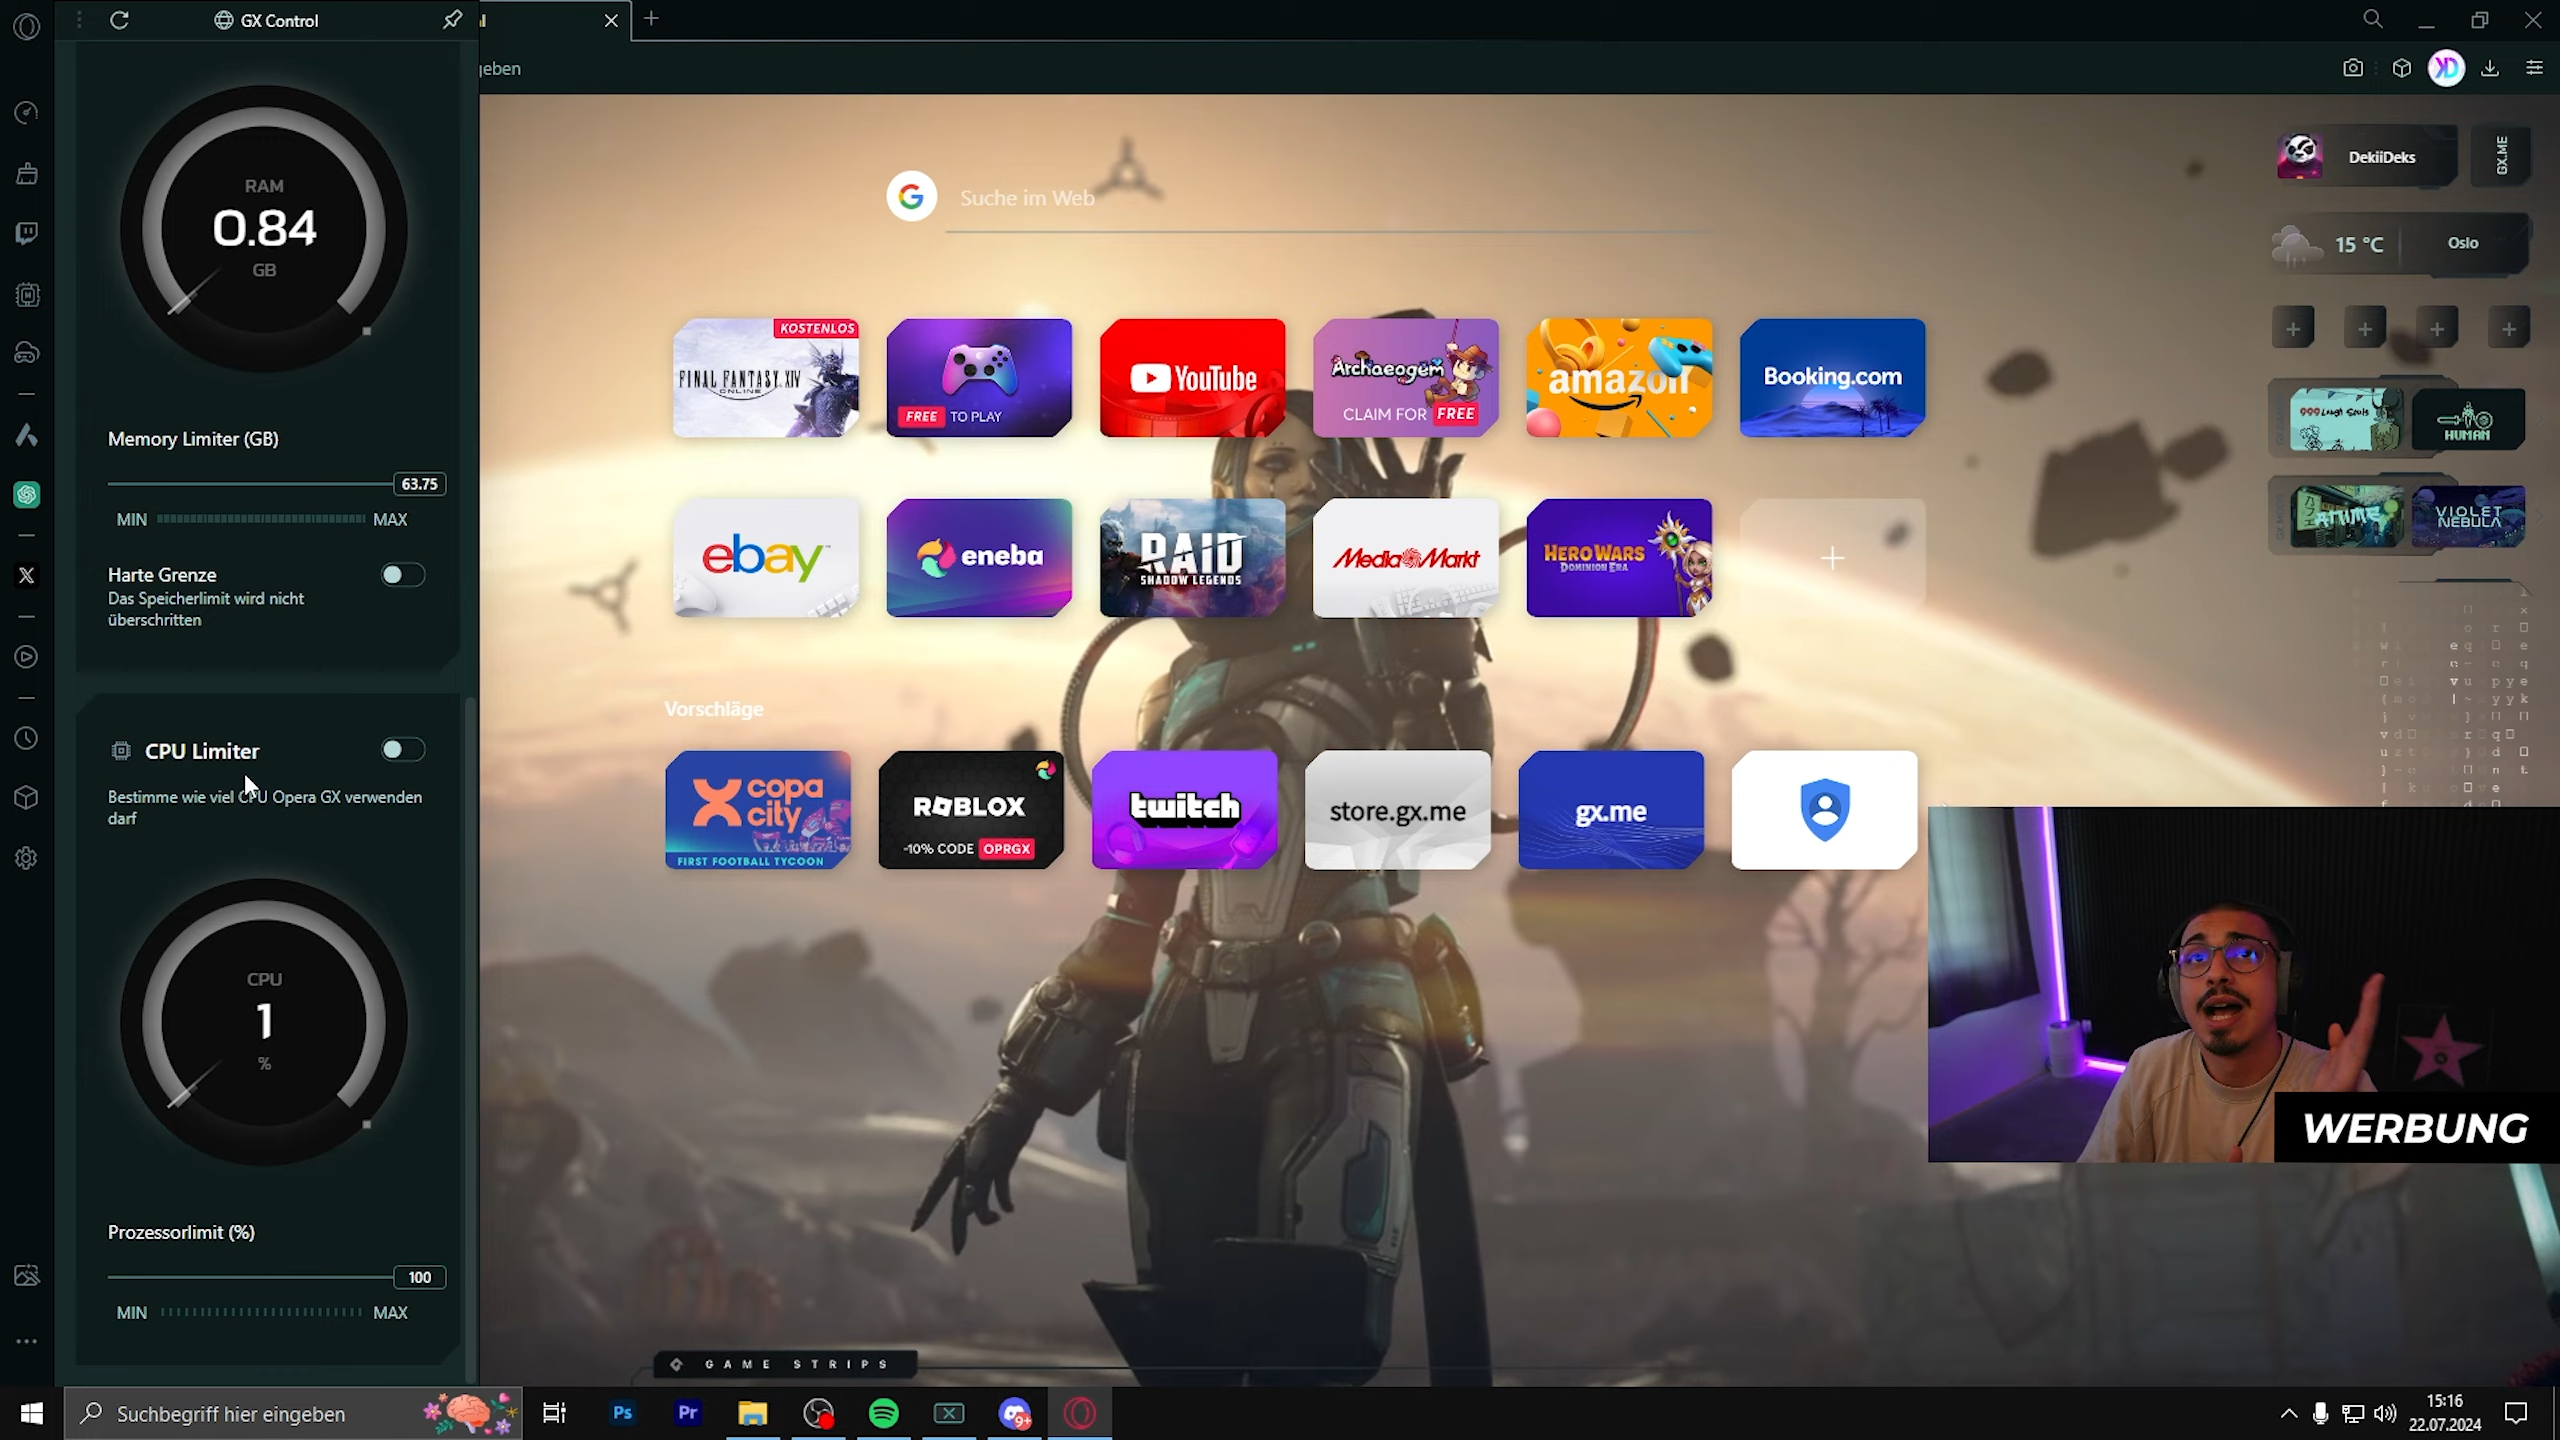 GX Control
geben
RAM
0.84
GB
Memory Limiter (GB)
63.75
MIN MAX
Harte Grenze
Das Speicherlimit wird nicht
überschritten
CPU Limiter
Bestimme wie viel CPU Opera GX verwenden
darf
CPU
1
%
Prozessorlimit (%)
100
MIN MAX
Suche im Web
KOSTENLOS
FINAL FANTASY XIV
ONLINE
FREE TO PLAY
YouTube
Archaeogem
CLAIM FOR FREE
amazon
Booking.com
ebay
eneba
RAID
SHADOW LEGENDS
MediaMarkt
HERO WARS
DOMINION ERA
Vorschläge
copa
city
FIRST FOOTBALL TYCOON
ROBLOX
-10% CODE OPRGX
twitch
store.gx.me
gx.me
DekiiDeks
GX.ME
15 °C
Oslo
HUMAN
ANIME
VIOLET
NEBULA
WERBUNG
GAME STRIPS
Suchbegriff hier eingeben
Ps
Pr
9+
15:16
22.07.2024